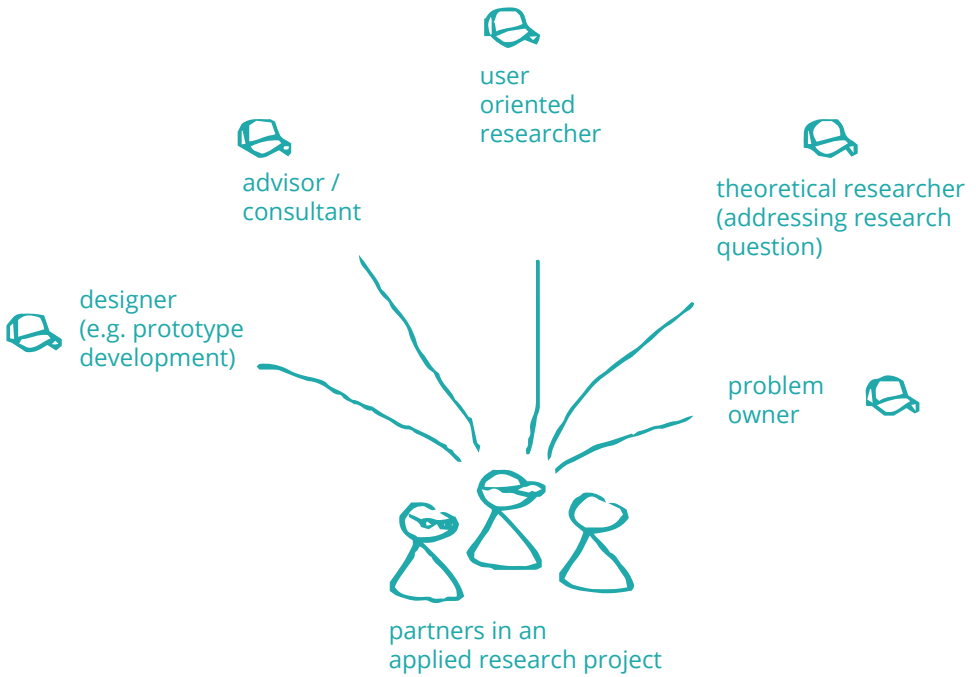 user
oriented
researcher
advisor /
consultant
theoretical researcher
(addressing research
question)
designer
(e.g. prototype
development)
problem
owner
partners in an
applied research project